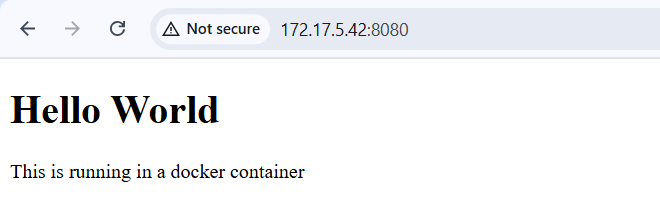 Not secure 172.17.5.42:8080
Hello World
This is running in a docker container